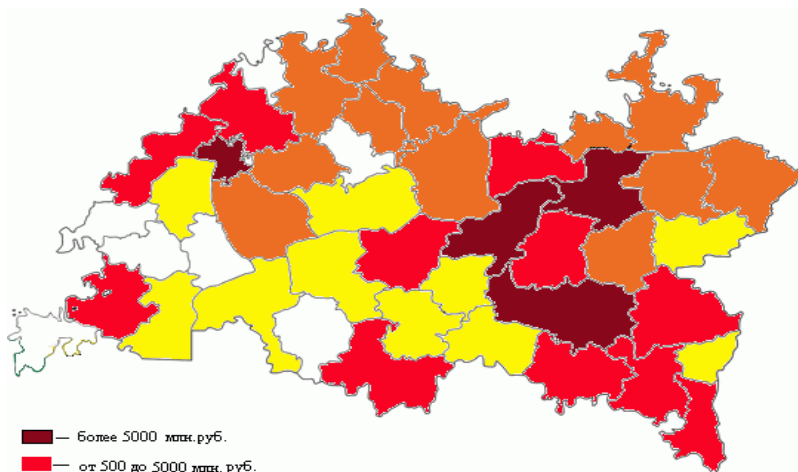 — более 5000 млн.руб.
— от 500 до 5000 млн. руб.